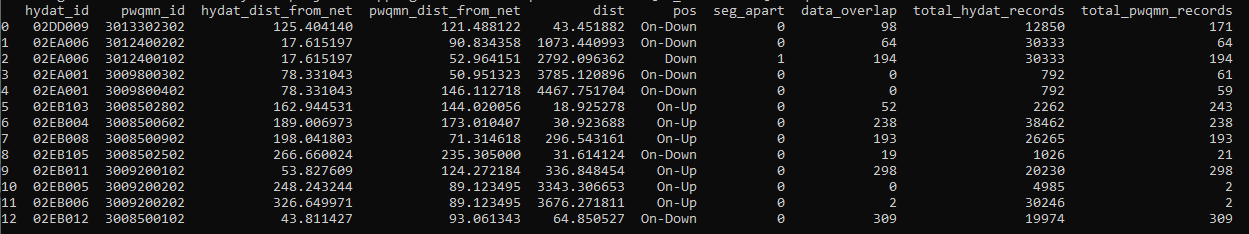 hydat_id pwqmn_id hydat_dist_from_net pwqmn_dist_from_net dist pos seg_apart data_overlap total_hydat_records total_pwqmn_records
0 02DD009 3013302302 125.404140 121.488122 43.451882 On-Down 0 98 12850 171
1 02EA006 3012400202 17.615197 90.834358 1073.440993 On-Down 0 64 30333 64
2 02EA006 3012400102 17.615197 52.964151 2792.096362 Down 1 194 30333 194
3 02EA001 3009800302 78.331043 50.951323 3785.120896 On-Down 0 0 792 61
4 02EA001 3009800402 78.331043 146.112718 4467.751704 On-Down 0 0 792 59
5 02EB103 3008502802 162.944531 144.020056 18.925278 On-Up 0 52 2262 243
6 02EB004 3008500602 189.006973 173.010407 30.923688 On-Up 0 238 38462 238
7 02EB008 3008500902 198.041803 71.314618 296.543161 On-Up 0 193 26265 193
8 02EB105 3008502502 266.660024 235.305000 31.614124 On-Down 0 19 1026 21
9 02EB011 3009200102 53.827609 124.272184 336.848454 On-Up 0 298 20230 298
10 02EB005 3009200202 248.243244 89.123495 3343.306653 On-Up 0 0 4985 2
11 02EB006 3009200202 326.649971 89.123495 3676.271811 On-Up 0 2 30246 2
12 02EB012 3008500102 43.811427 93.061343 64.850527 On-Down 0 309 19974 309